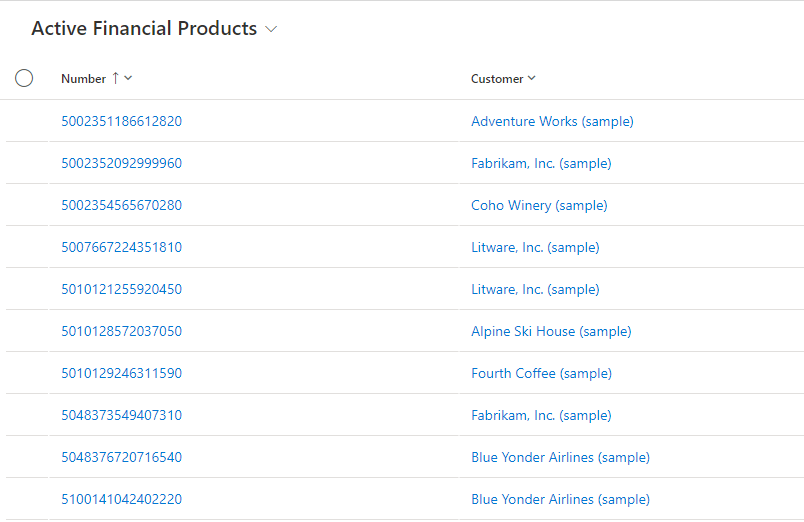 Active Financial Products
Number Customer
5002351186612820 Adventure Works (sample)
5002352092999960 Fabrikam, Inc. (sample)
5002354565670280 Coho Winery (sample)
5007667224351810 Litware, Inc. (sample)
5010121255920450 Litware, Inc. (sample)
5010128572037050 Alpine Ski House (sample)
5010129246311590 Fourth Coffee (sample)
5048373549407310 Fabrikam, Inc. (sample)
5048376720716540 Blue Yonder Airlines (sample)
5100141042402220 Blue Yonder Airlines (sample)